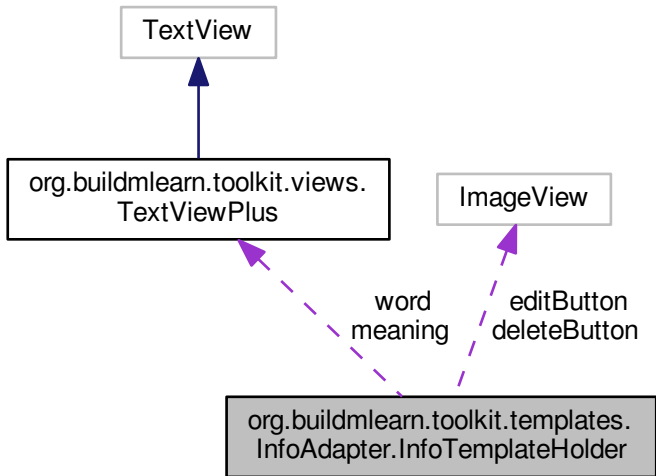 TextView
org.buildmlearn.toolkit.views.
TextViewPlus
ImageView
word
meaning
editButton
deleteButton
org.buildmlearn.toolkit.templates.
InfoAdapter.InfoTemplateHolder